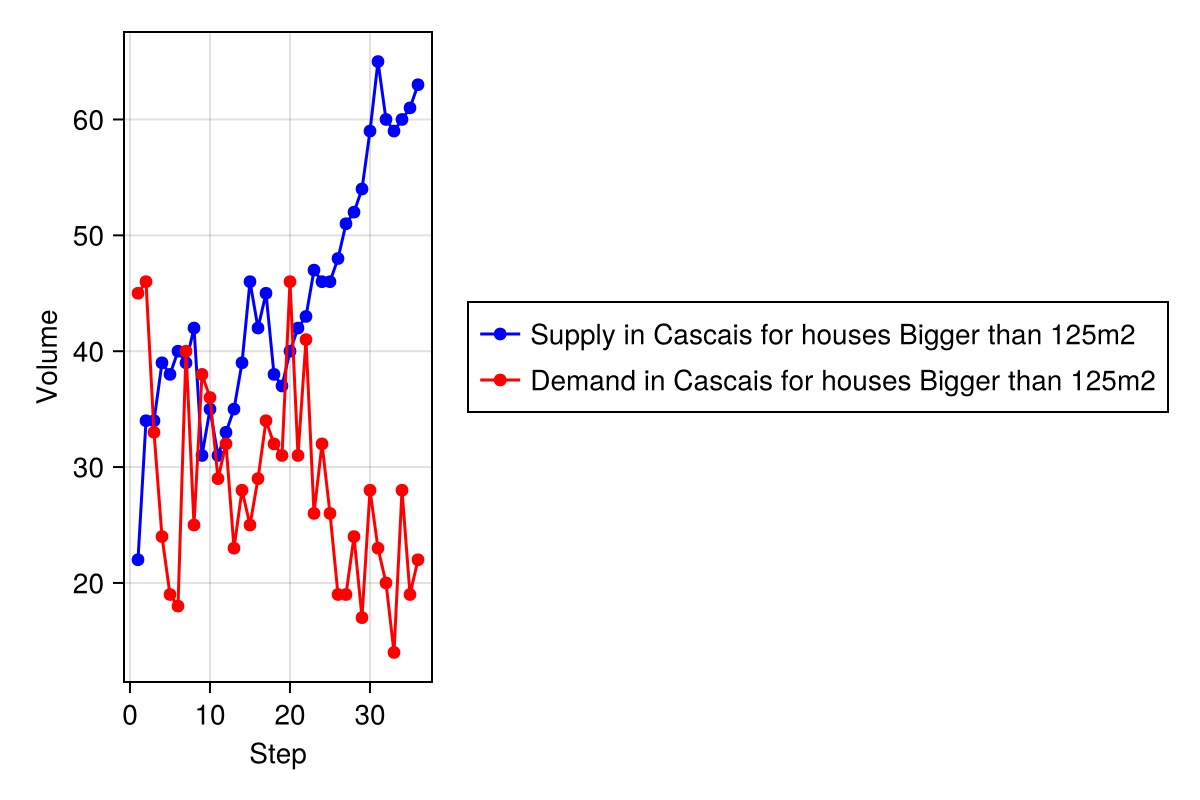 60
50
40
30
20
Volume
0 10 20 30
Step
Supply in Cascais for houses Bigger than 125m2
Demand in Cascais for houses Bigger than 125m2